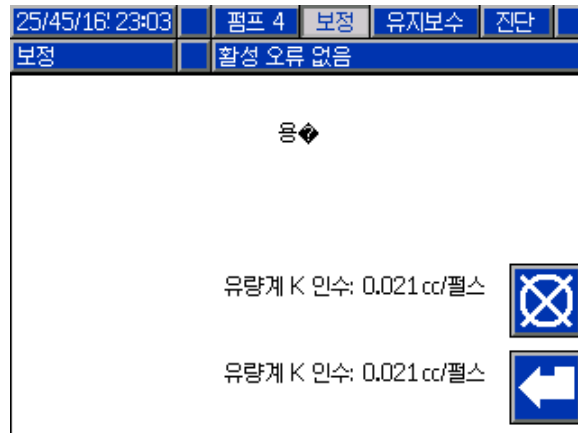 25/45/16 23:03 펌프 4 보정 유지보수 진단
보정 활성 오류 없음
용�
유량계 K 인수: 0.021 cc/펄스
유량계 K 인수: 0.021 cc/펄스